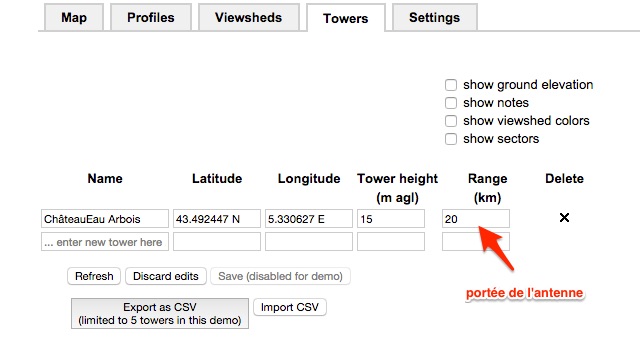 Map Profiles Viewsheds Towers Settings
show ground elevation
show notes
show viewshed colors
show sectors
Name Latitude Longitude Tower height (m agl) Range (km) Delete
ChâteauEau Arbois 43.492447 N 5.330627 E 15 20 ✕
... enter new tower here
portée de l'antenne
Refresh Discard edits Save (disabled for demo)
Export as CSV
(limited to 5 towers in this demo)
Import CSV